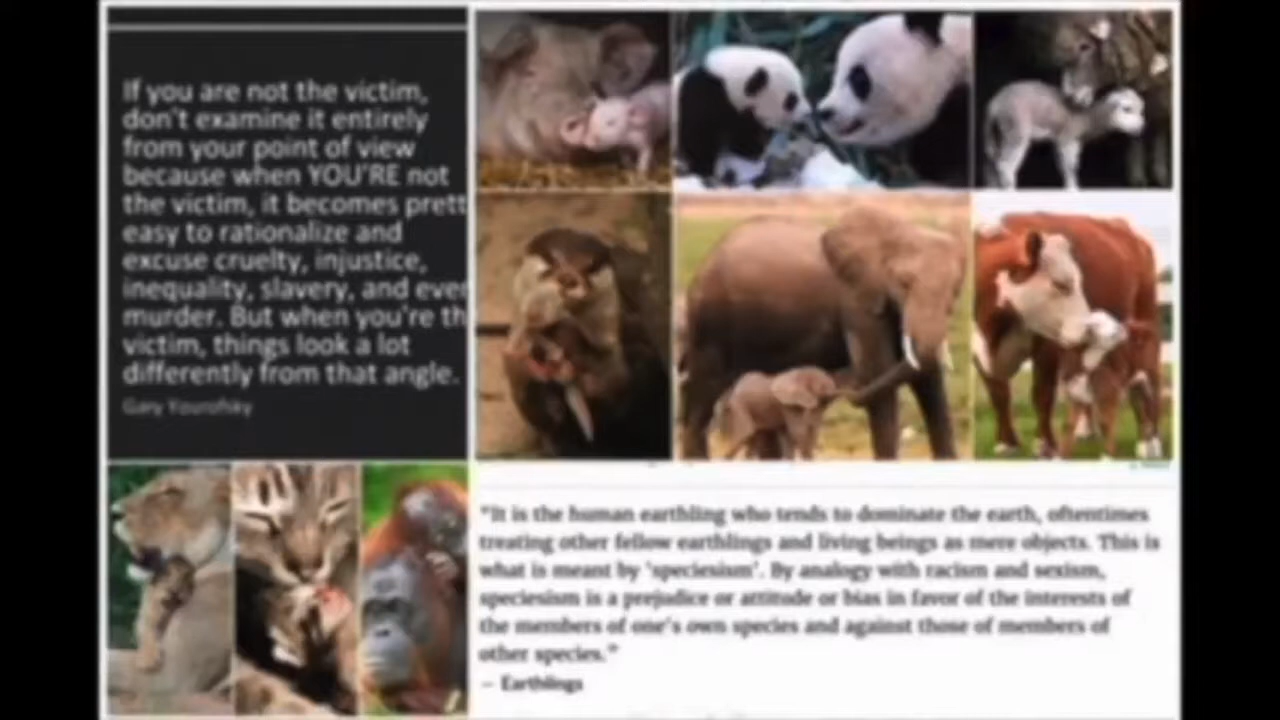 If you are not the victim,
don't examine it entirely
from your point of view
because when YOU'RE not
the victim, it becomes prett
easy to rationalize and
excuse cruelty, injustice,
inequality, slavery, and ever
murder. But when you're th
victim, things look a lot
differently from that angle.
Gary Yourofsky
"It is the human earthling who tends to dominate the earth, oftentimes
treating other fellow earthlings and living beings as mere objects. This is
what is meant by 'speciesism'. By analogy with racism and sexism,
speciesism is a prejudice or attitude or bias in favor of the interests of
the members of one's own species and against those of members of
other species."
— Earthlings